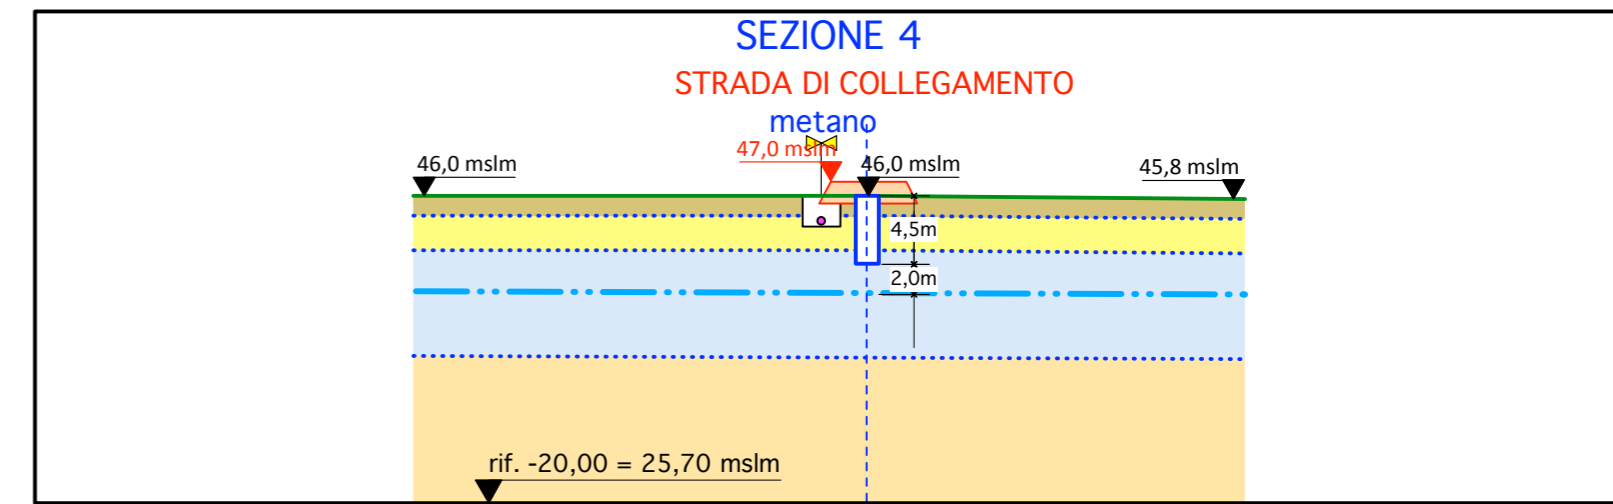 SEZIONE 4
STRADA DI COLLEGAMENTO
metano
47,0 mslm
46,0 mslm
46,0 mslm
45,8 mslm
4,5m
2,0m
rif. -20,00 = 25,70 mslm